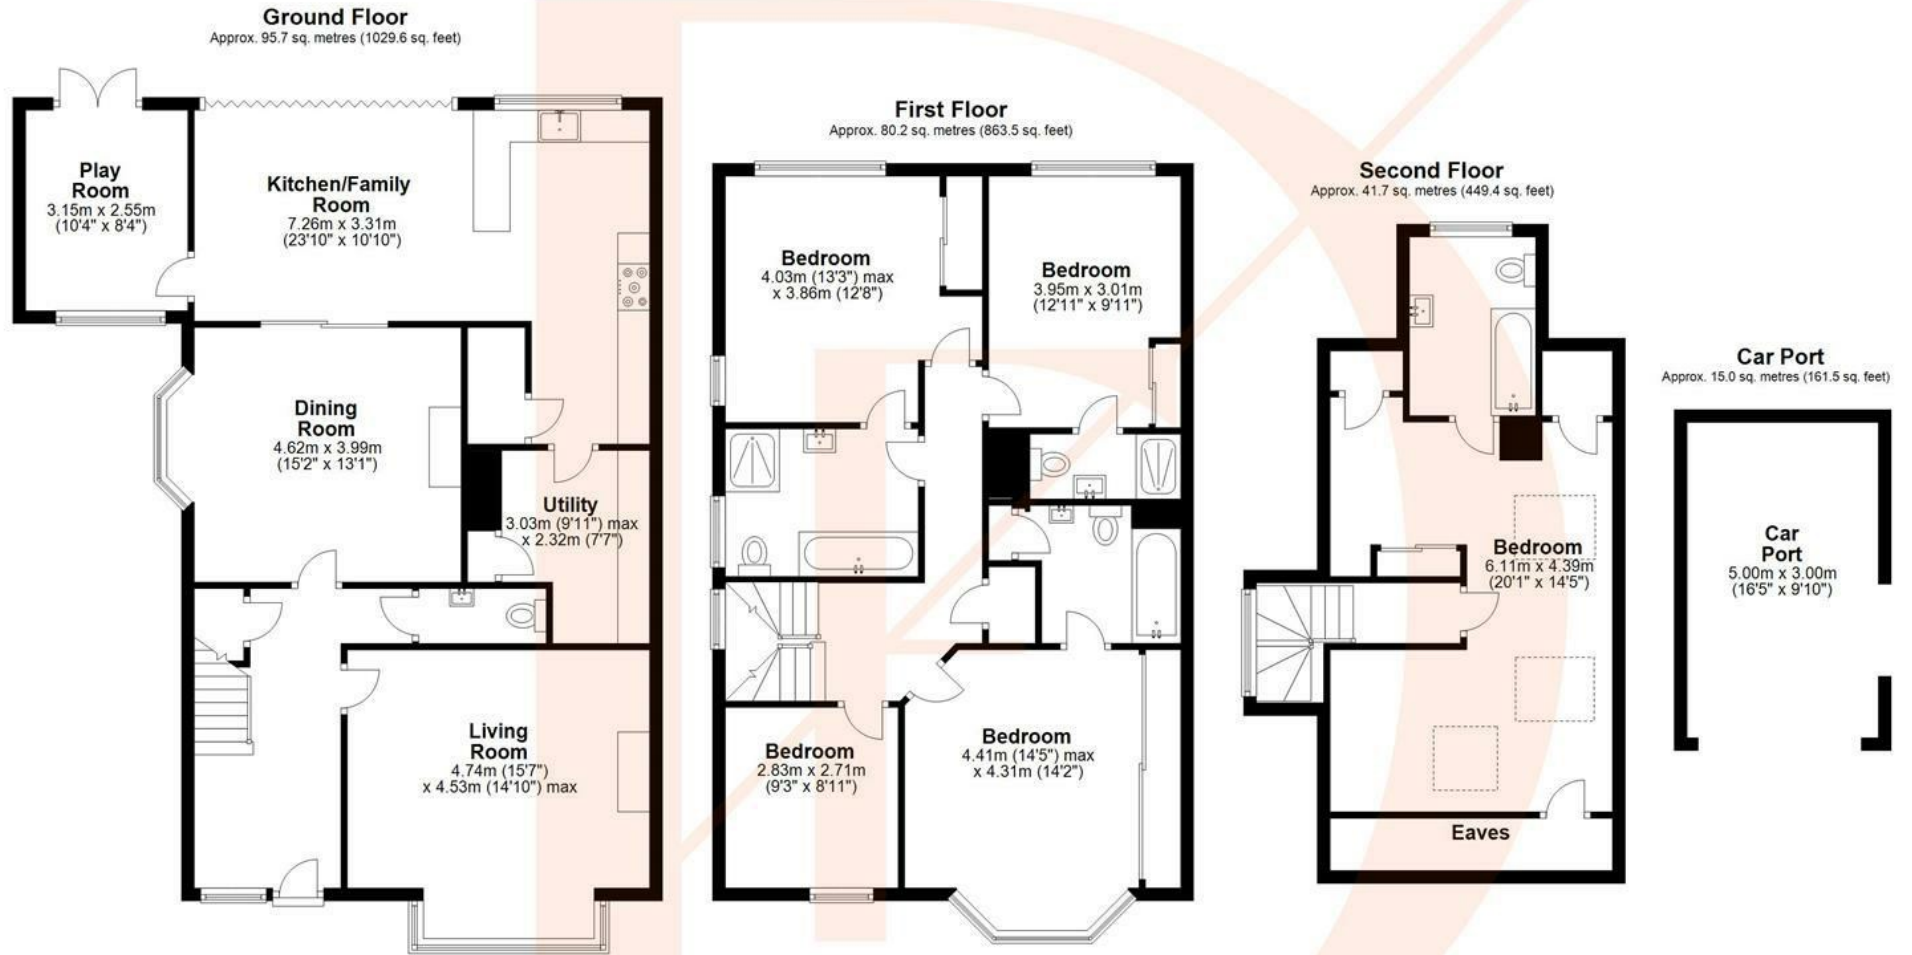 Ground Floor
Approx. 95.7 sq. metres (1029.6 sq. feet)
Play
Room
3.15m x 2.55m
(10'4" x 8'4")
Kitchen/Family
Room
7.26m x 3.31m
(23'10" x 10'10")
Dining
Room
4.62m x 3.99m
(15'2" x 13'1")
Utility
3.03m (9'11") max
x 2.32m (7'7")
Living
Room
4.74m (15'7")
x 4.53m (14'10") max
First Floor
Approx. 80.2 sq. metres (863.5 sq. feet)
Bedroom
4.03m (13'3") max
x 3.86m (12'8")
Bedroom
3.95m x 3.01m
(12'11" x 9'11")
Bedroom
2.83m x 2.71m
(9'3" x 8'11")
Bedroom
4.41m (14'5") max
x 4.31m (14'2")
Second Floor
Approx. 41.7 sq. metres (449.4 sq. feet)
Bedroom
6.11m x 4.39m
(20'1" x 14'5")
Eaves
Car Port
Approx. 15.0 sq. metres (161.5 sq. feet)
Car
Port
5.00m x 3.00m
(16'5" x 9'10")